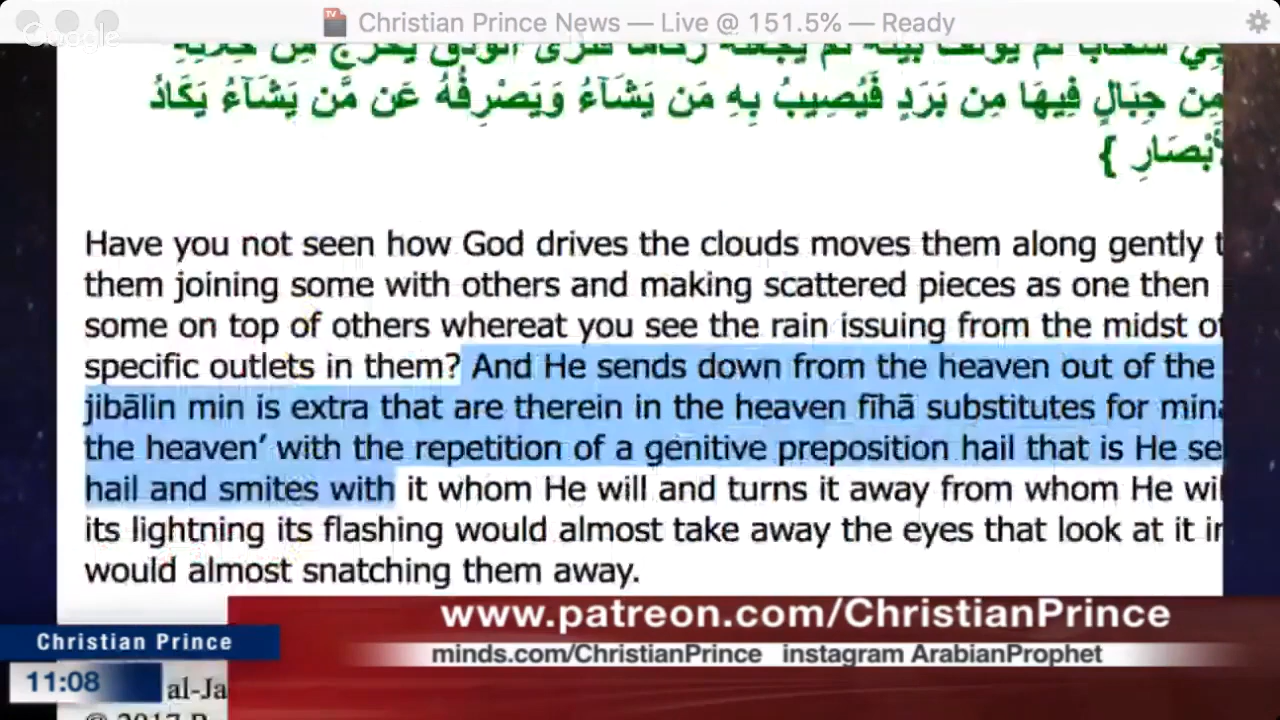 Christian Prince News — Live @ 151.5% — Ready
Google
مِن جِبَالٍ فِيهَا مِن بَرَدٍ فَيُصِيبُ بِهِ مَن يَشَآءُ وَيَصْرِفُهُ عَن مَّن يَشَآءُ يَكَادُ
}
Have you not seen how God drives the clouds moves them along gently
them joining some with others and making scattered pieces as one then
some on top of others whereat you see the rain issuing from the midst
specific outlets in them? And He sends down from the heaven out of the
jibālin min is extra that are therein in the heaven fīhā substitutes for
the heaven’ with the repetition of a genitive preposition hail that is He
hail and smites with it whom He will and turns it away from whom He
its lightning its flashing would almost take away the eyes that look at it
would almost snatching them away.
www.patreon.com/ChristianPrince
Christian Prince
minds.com/ChristianPrince instagram ArabianProphet
11:08
al-Ja